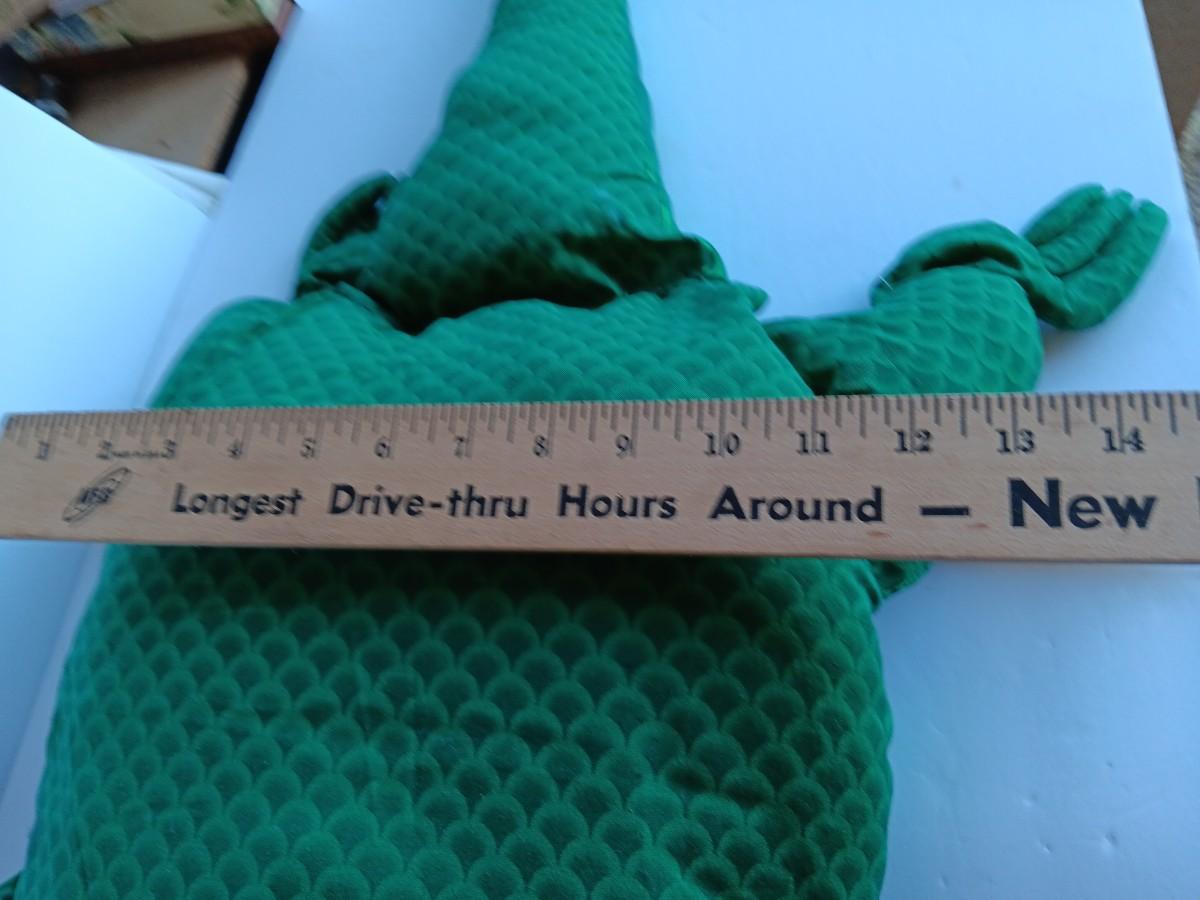 1 2 3 4 5 6 7 8 9 10 11 12 13 14
Longest Drive-thru Hours Around — New